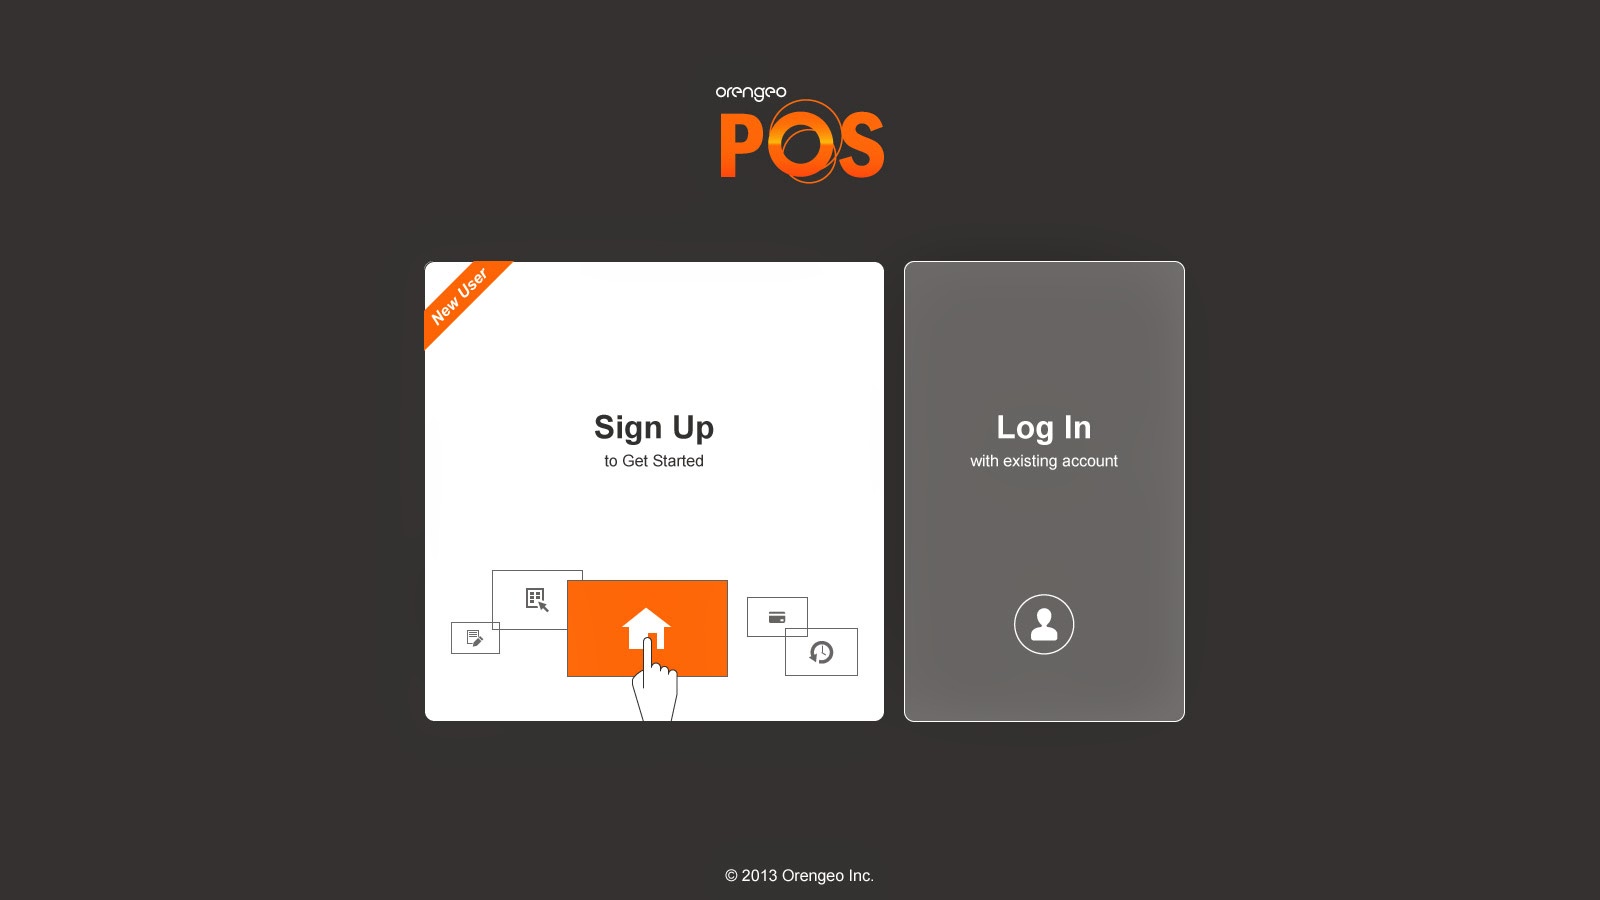 orengeo
POS
New User
Sign Up
to Get Started
Log In
with existing account
© 2013 Orengeo Inc.